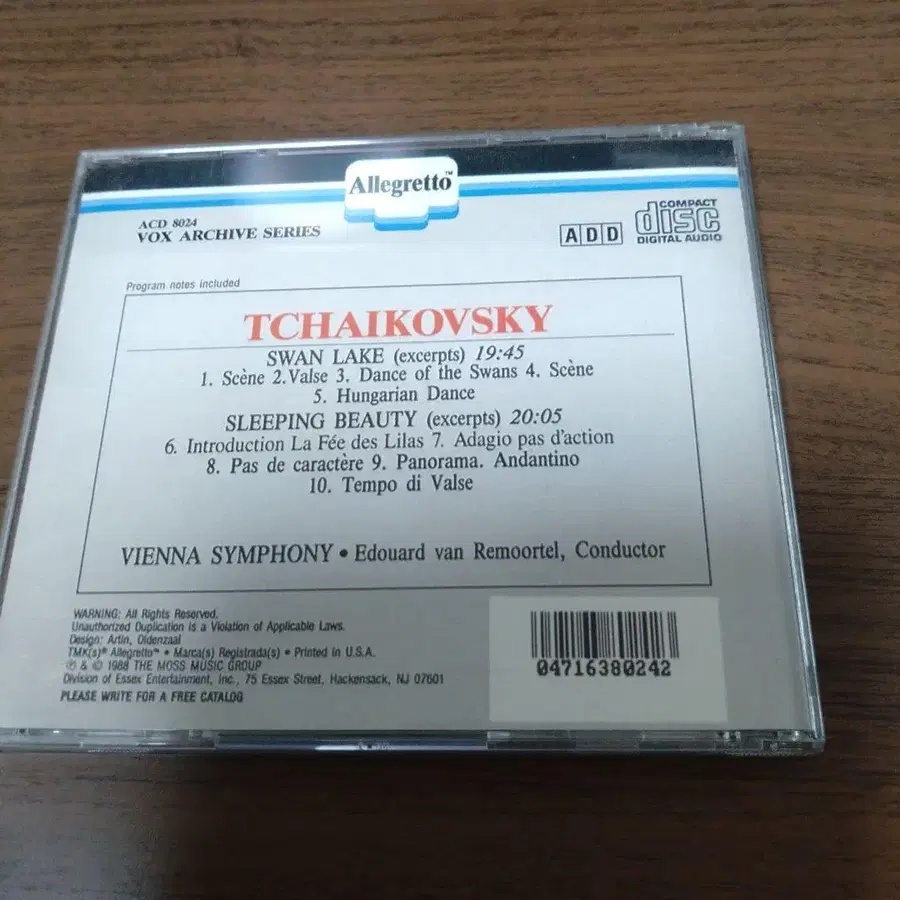 Allegretto™
ACD 8024
VOX ARCHIVE SERIES
ADD
COMPACT
disc
DIGITAL AUDIO
Program notes included
TCHAIKOVSKY
SWAN LAKE (excerpts) 19:45
1. Scène 2.Valse 3. Dance of the Swans 4. Scène
5. Hungarian Dance
SLEEPING BEAUTY (excerpts) 20:05
6. Introduction La Fée des Lilas 7. Adagio pas d'action
8. Pas de caractère 9. Panorama. Andantino
10. Tempo di Valse
VIENNA SYMPHONY • Edouard van Remoortel, Conductor
WARNING: All Rights Reserved.
Unauthorized Duplication is a Violation of Applicable Laws.
Design: Artin, Oldenzaal
TMK(s)® Allegretto™ • Marca(s) Registrada(s) • Printed in U.S.A.
℗ & © 1988 THE MOSS MUSIC GROUP
Division of Essex Entertainment, Inc., 75 Essex Street, Hackensack, NJ 07601
PLEASE WRITE FOR A FREE CATALOG
04716380242